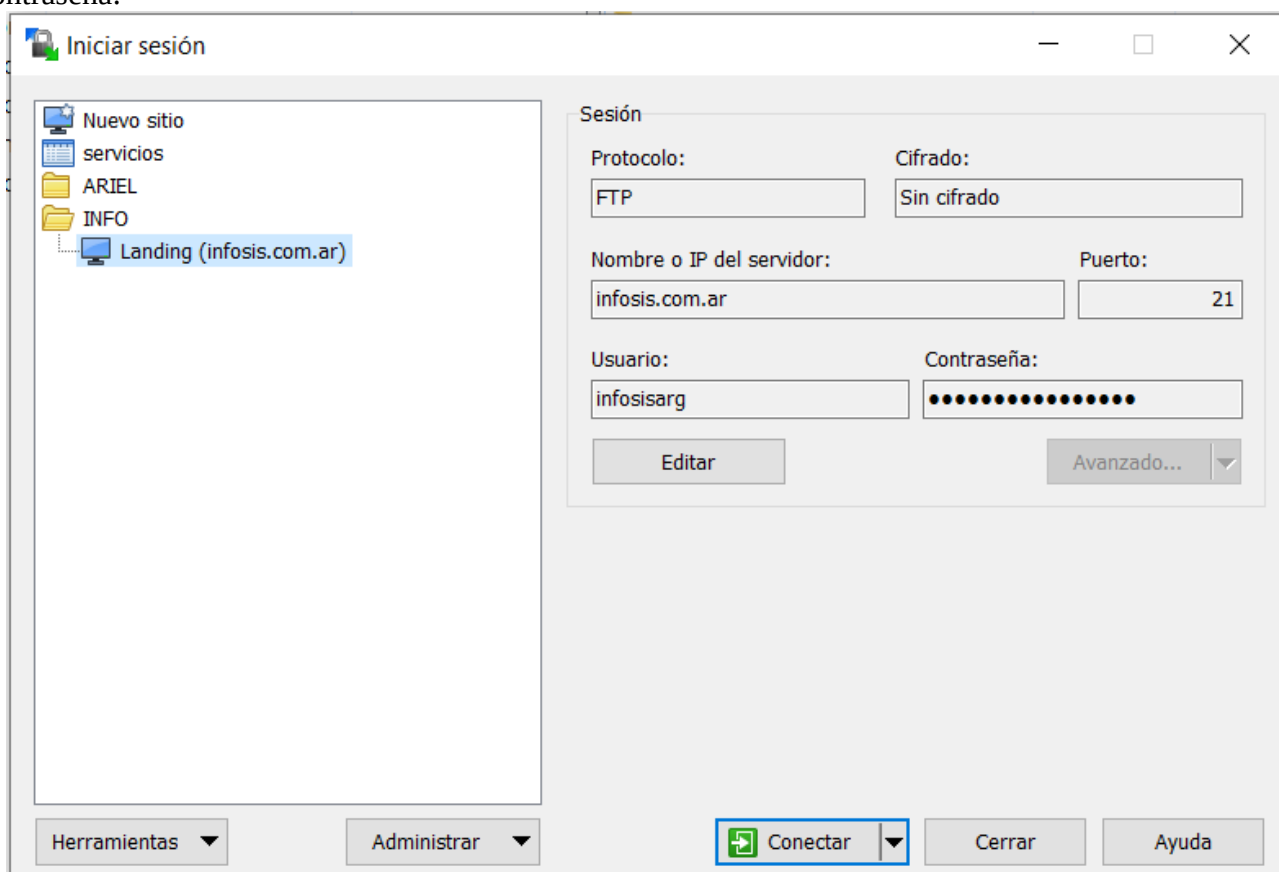 Iniciar sesión
Nuevo sitio
servicios
ARIEL
INFO
Landing (infosis.com.ar)
Sesión
Protocolo: Cifrado:
FTP Sin cifrado
Nombre o IP del servidor: Puerto:
infosis.com.ar 21
Usuario: Contraseña:
infosisarg ••••••••••••••••
Editar Avanzado...
Herramientas Administrar Conectar Cerrar Ayuda